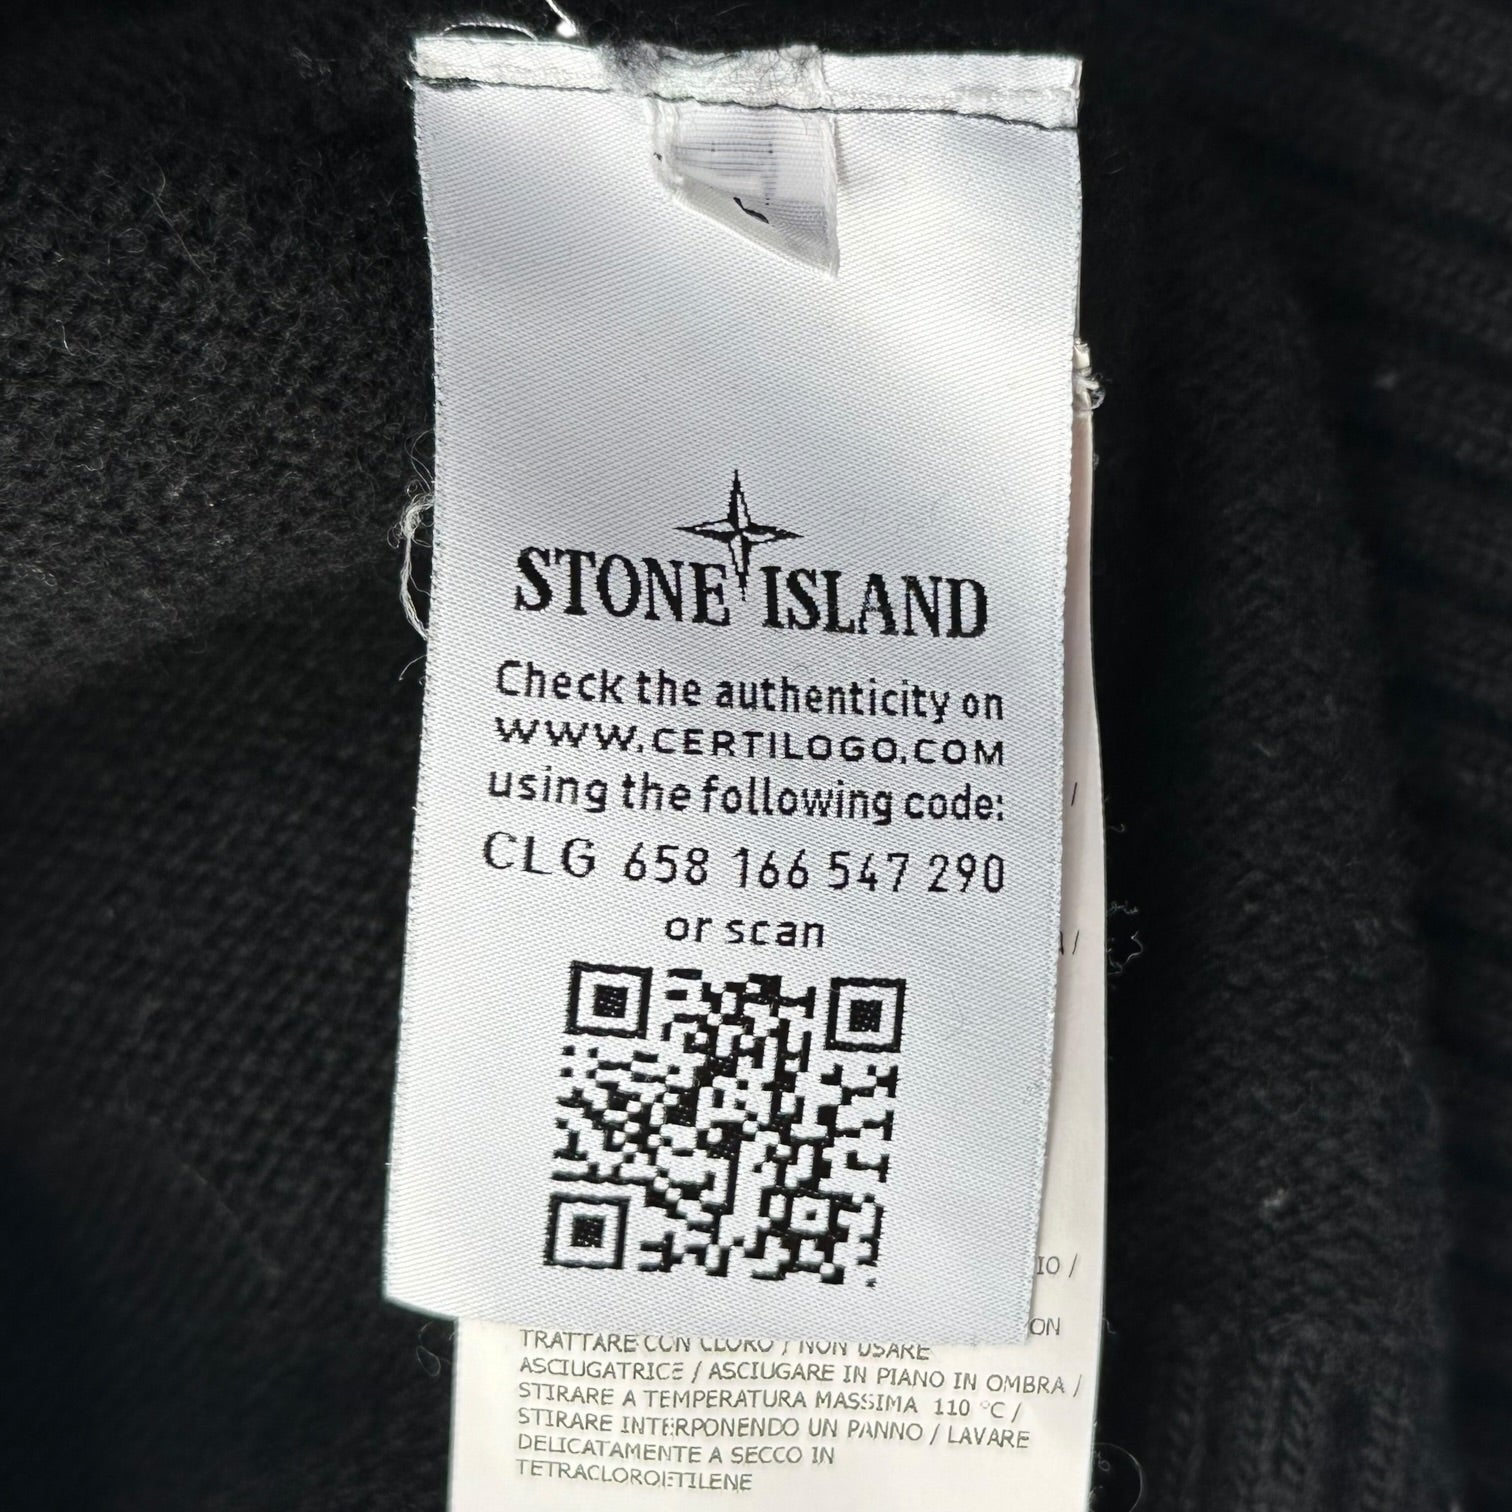 STONE ISLAND
Check the authenticity on
WWW.CERTILOGO.COM
using the following code:
CLG 658 166 547 290
or scan
/
/
IO /
ON
TRATTARE CON CLORO / NON USARE
ASCIUGATRICE / ASCIUGARE IN PIANO IN OMBRA /
STIRARE A TEMPERATURA MASSIMA 110 °C /
STIRARE INTERPONENDO UN PANNO / LAVARE
DELICATAMENTE A SECCO IN
TETRACLOROETILENE